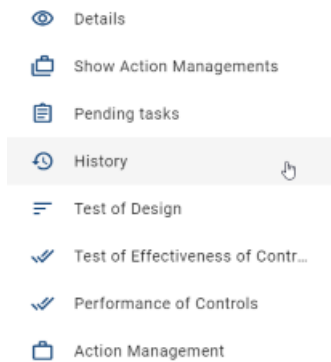 Details
Show Action Managements
Pending tasks
History
Test of Design
Test of Effectiveness of Contr...
Performance of Controls
Action Management